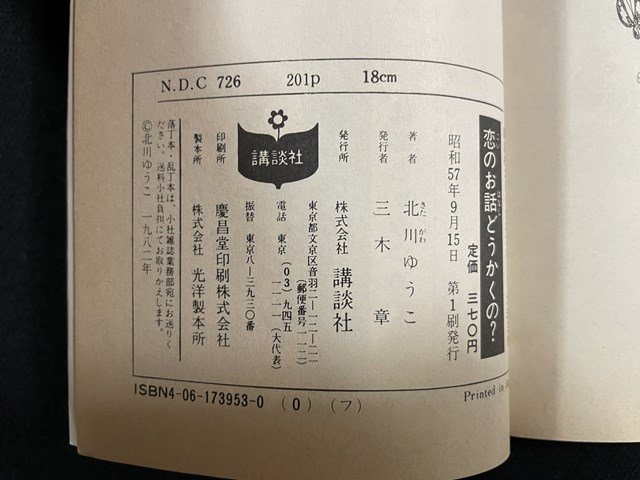 N.D.C 726 201p 18cm
恋のお話どうかくの?
定価 三七〇円
昭和57年9月15日 第1刷発行
著者 北川ゆうこ
きた がわ
発行者 三木 章
発行所 株式会社 講談社
東京都文京区音羽二—一二—二一
(郵便番号一一二)
電話 東京(03)九四五
一一一一(大代表)
振替 東京八—三九三〇番
講談社
印刷所 慶昌堂印刷株式会社
製本所 株式会社 光洋製本所
落丁本・乱丁本は、小社雑誌業務部宛にお送りく
ださい。送料小社負担にてお取りかえします。
©北川ゆうこ 一九八二年
ISBN4-06-173953-0 (0) (フ)
Printed in